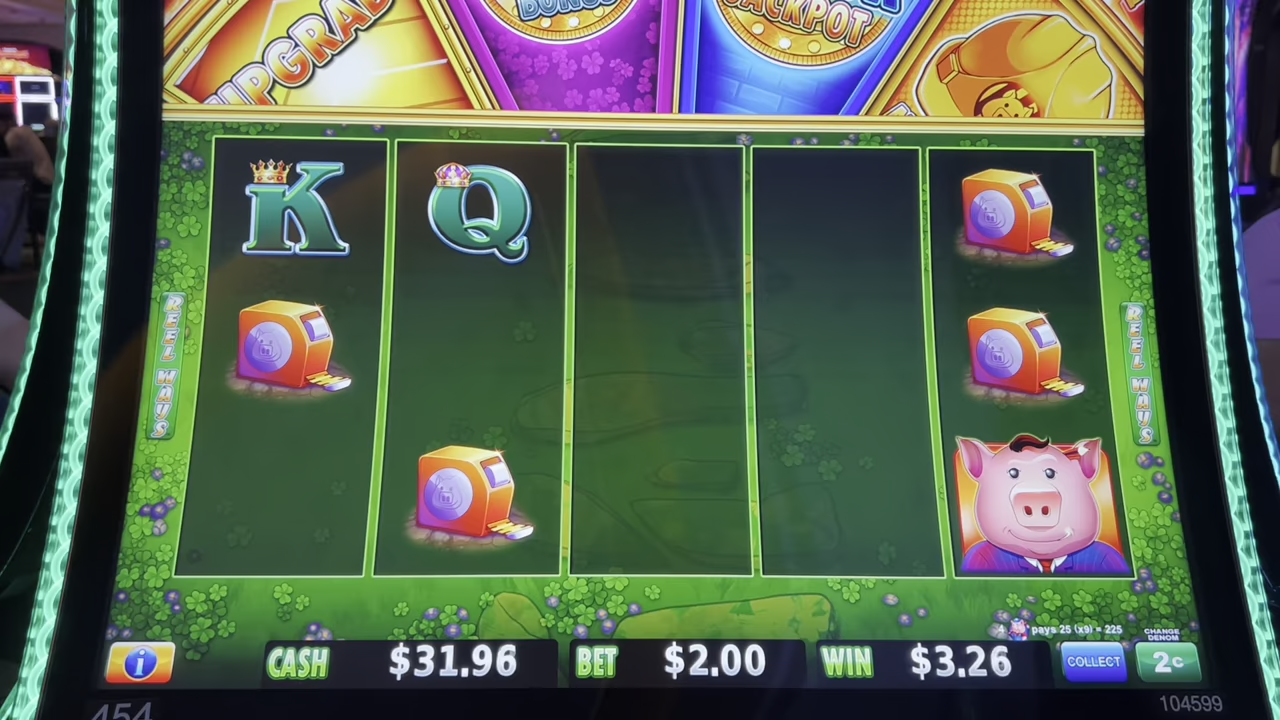 UPGRAD
BONUS
JACKPOT
K
Q
REEL WAYS
REEL WAYS
pays 25 (x9) = 225
CHANGE
DENOM
i
CASH
$31.96
BET
$2.00
WIN
$3.26
COLLECT
2¢
454
104599